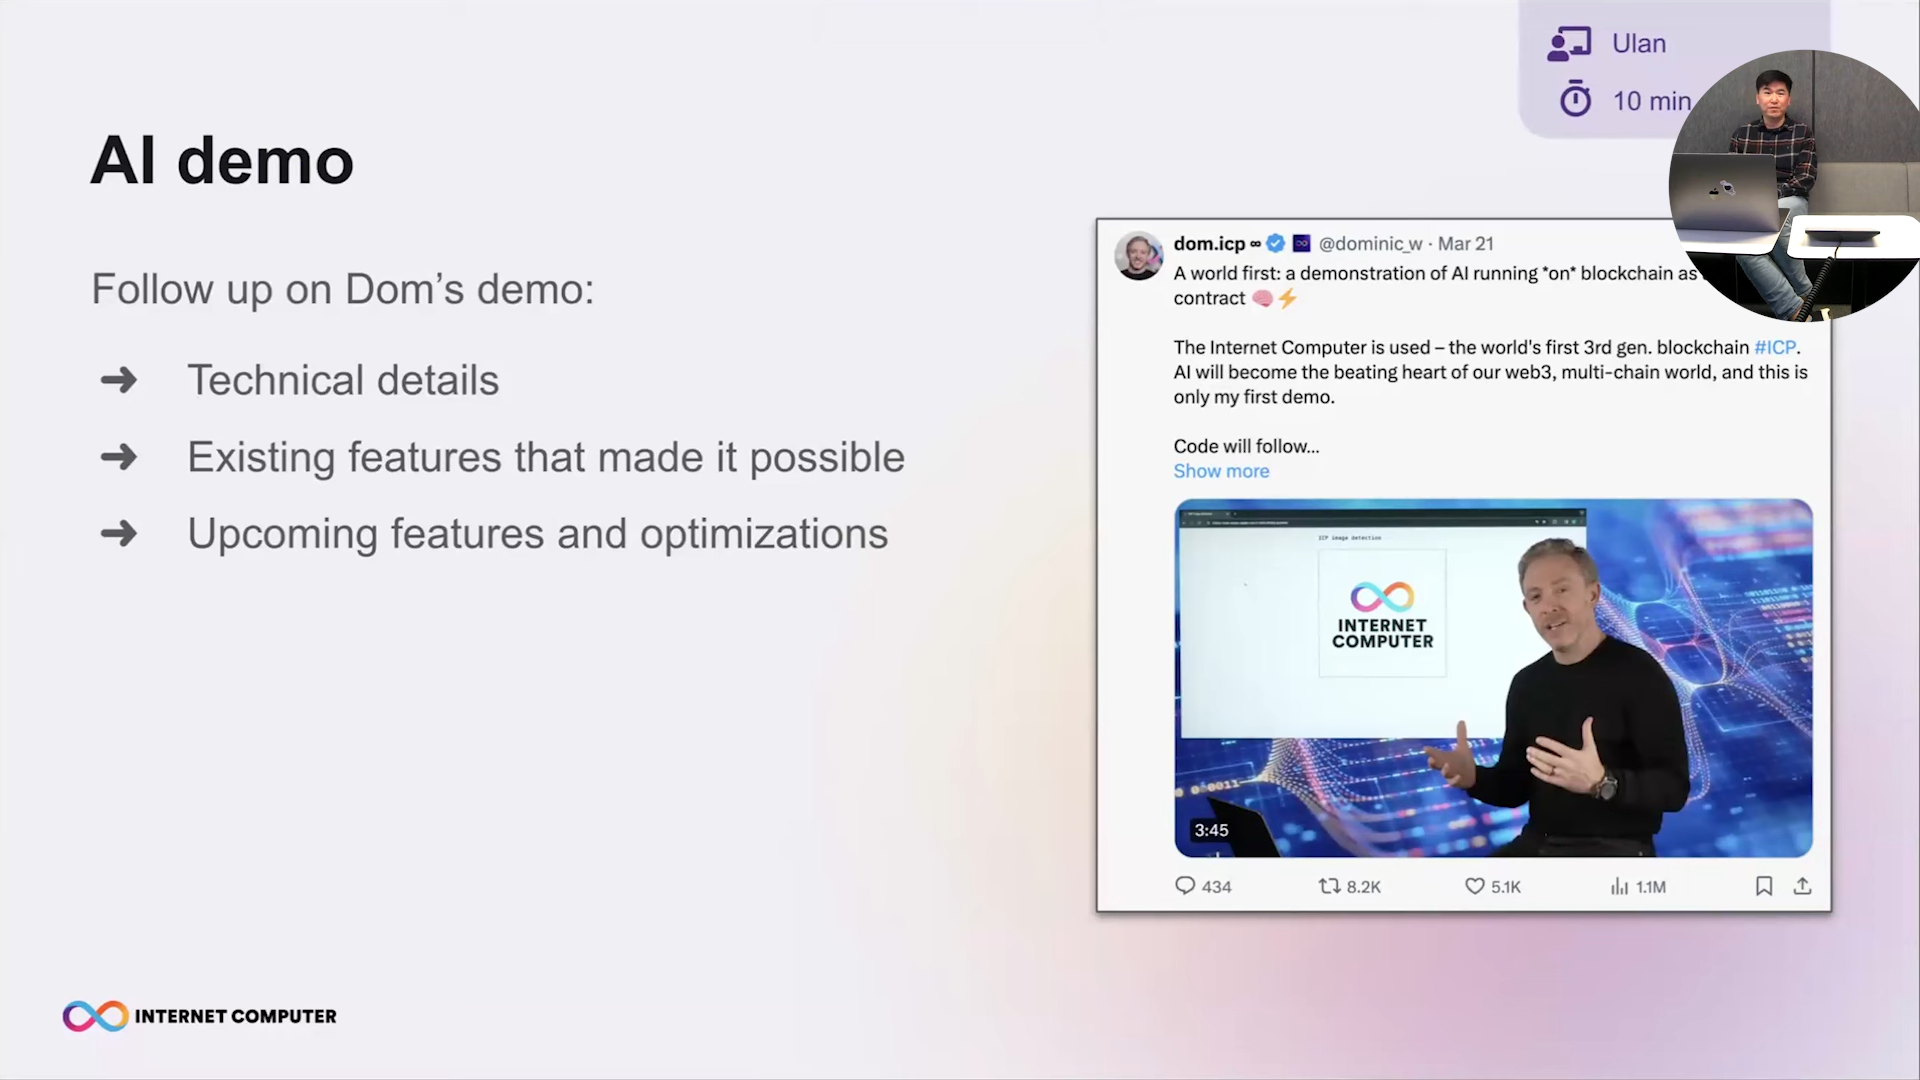 Ulan
10 min
AI demo
Follow up on Dom's demo:
➜ Technical details
➜ Existing features that made it possible
➜ Upcoming features and optimizations
dom.icp ∞ @dominic_w · Mar 21
A world first: a demonstration of AI running *on* blockchain as
contract 🧠⚡
The Internet Computer is used – the world's first 3rd gen. blockchain #ICP.
AI will become the beating heart of our web3, multi-chain world, and this is
only my first demo.
Code will follow...
Show more
ICP image detection
INTERNET
COMPUTER
3:45
434 8.2K 5.1K 1.1M
INTERNET COMPUTER